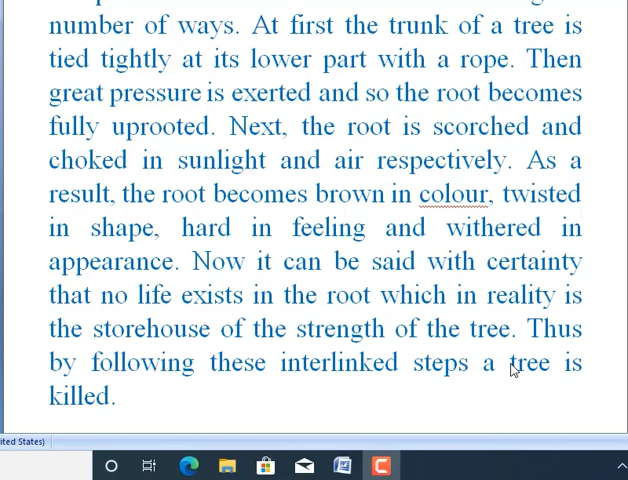 number of ways. At first the trunk of a tree is
tied tightly at its lower part with a rope. Then
great pressure is exerted and so the root becomes
fully uprooted. Next, the root is scorched and
choked in sunlight and air respectively. As a
result, the root becomes brown in colour, twisted
in shape, hard in feeling and withered in
appearance. Now it can be said with certainty
that no life exists in the root which in reality is
the storehouse of the strength of the tree. Thus
by following these interlinked steps a tree is
killed.
ited States)